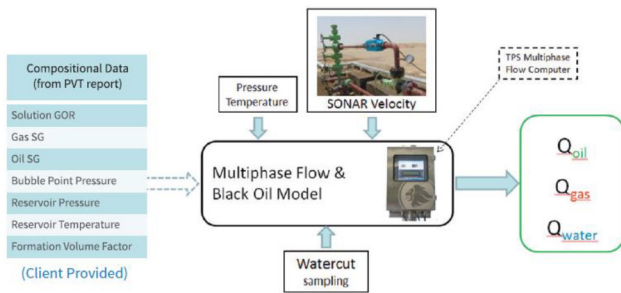 Compositional Data
(from PVT report)
Solution GOR
Gas SG
Oil SG
Bubble Point Pressure
Reservoir Pressure
Reservoir Temperature
Formation Volume Factor
(Client Provided)
Pressure
Temperature
SONAR Velocity
TPS Multiphase
Flow Computer
Multiphase Flow &
Black Oil Model
Watercut
sampling
Qoil
Qgas
Qwater